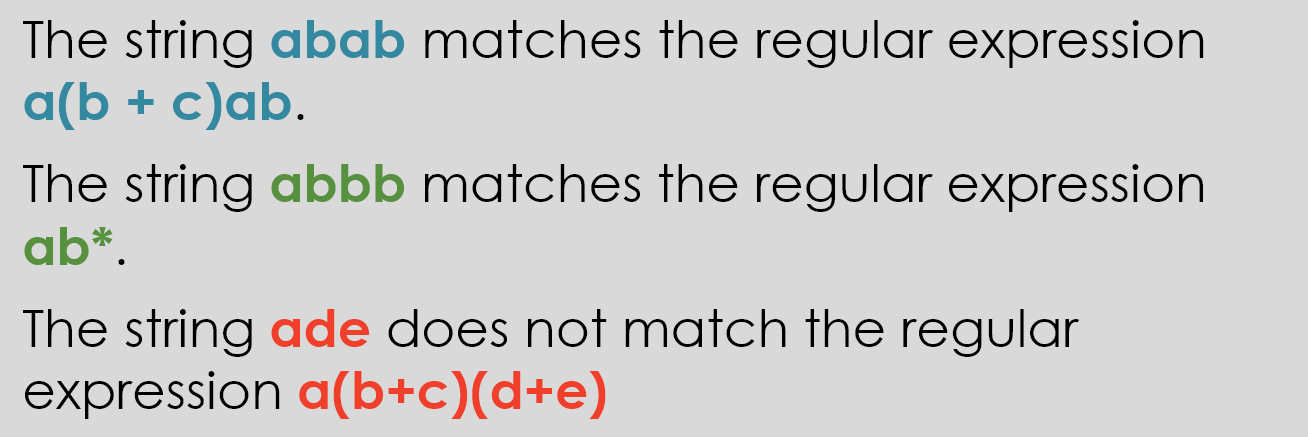 The string abab matches the regular expression
a(b + c)ab.
The string abbb matches the regular expression
ab*.
The string ade does not match the regular
expression a(b+c)(d+e)